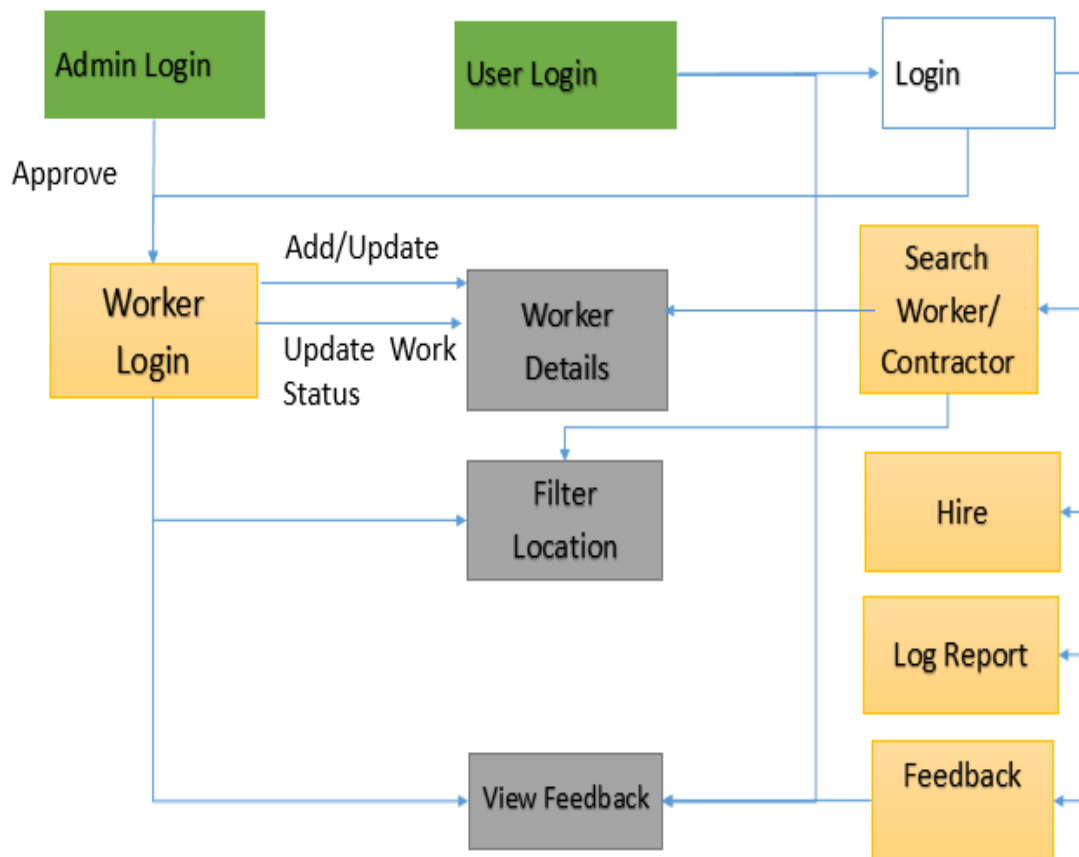 Admin Login
User Login
Login
Approve
Add/Update
Update Work
Status
Worker
Login
Worker
Details
Search
Worker/
Contractor
Filter
Location
Hire
Log Report
View Feedback
Feedback